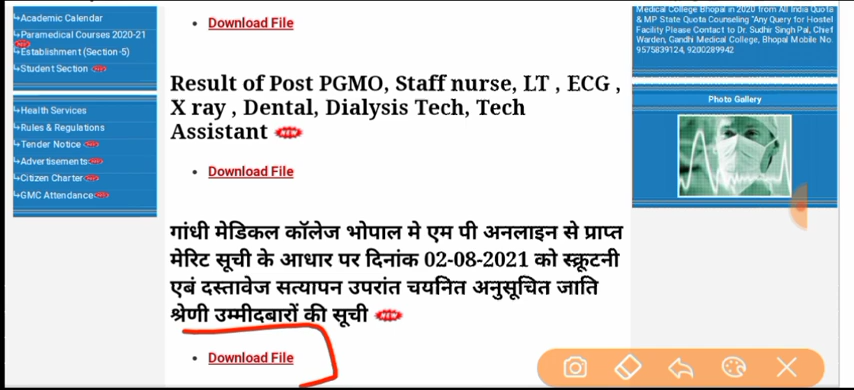 Academic Calendar
Paramedical Courses 2020-21
Establishment (Section-5)
Student Section
Health Services
Rules & Regulations
Tender Notice
Advertisements
Citizen Charter
GMC Attendance
Download File
Result of Post PGMO, Staff nurse, LT , ECG ,
X ray , Dental, Dialysis Tech, Tech
Assistant NEW
Download File
गांधी मेडिकल कॉलेज भोपाल मे एम पी अनलाइन से प्राप्त
मेरिट सूची के आधार पर दिनांक 02-08-2021 को स्क्रूटनी
एबं दस्तावेज सत्यापन उपरांत चयनित अनुसूचित जाति
श्रेणी उम्मीदबारों की सूची NEW
Download File
Medical College Bhopal in 2020 from All India Quota
& MP State Quota Counseling "Any Query for Hostel
Facility Please Contact to Dr. Sudhir Singh Pal, Chief
Warden, Gandhi Medical College, Bhopal Mobile No.
9575839124, 9200289942
Photo Gallery